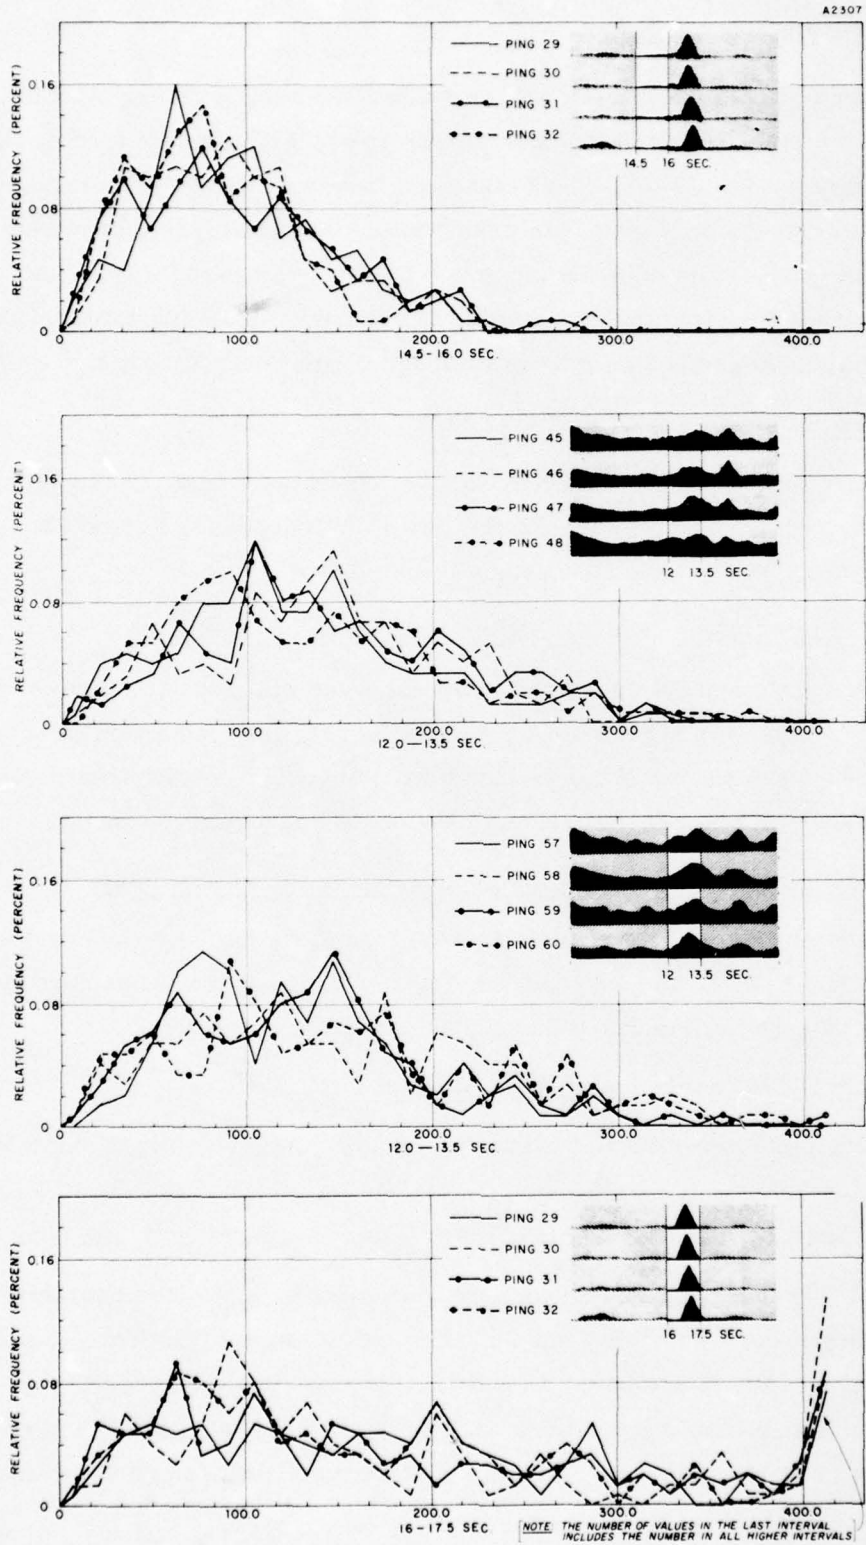 A2307
RELATIVE FREQUENCY (PERCENT)
0.16
0.08
0
100.0
200.0
300.0
400.0
14.5-16.0 SEC.
PING 29
PING 30
PING 31
PING 32
14.5 16 SEC.
RELATIVE FREQUENCY (PERCENT)
0.16
0.08
0
100.0
200.0
300.0
400.0
12.0—13.5 SEC.
PING 45
PING 46
PING 47
PING 48
12 13.5 SEC.
RELATIVE FREQUENCY (PERCENT)
0.16
0.08
0
100.0
200.0
300.0
400.0
12.0—13.5 SEC
PING 57
PING 58
PING 59
PING 60
12 13.5 SEC.
RELATIVE FREQUENCY (PERCENT)
0.16
0.08
0
100.0
200.0
300.0
400.0
16-17.5 SEC
PING 29
PING 30
PING 31
PING 32
16 17.5 SEC.
NOTE: THE NUMBER OF VALUES IN THE LAST INTERVAL
INCLUDES THE NUMBER IN ALL HIGHER INTERVALS